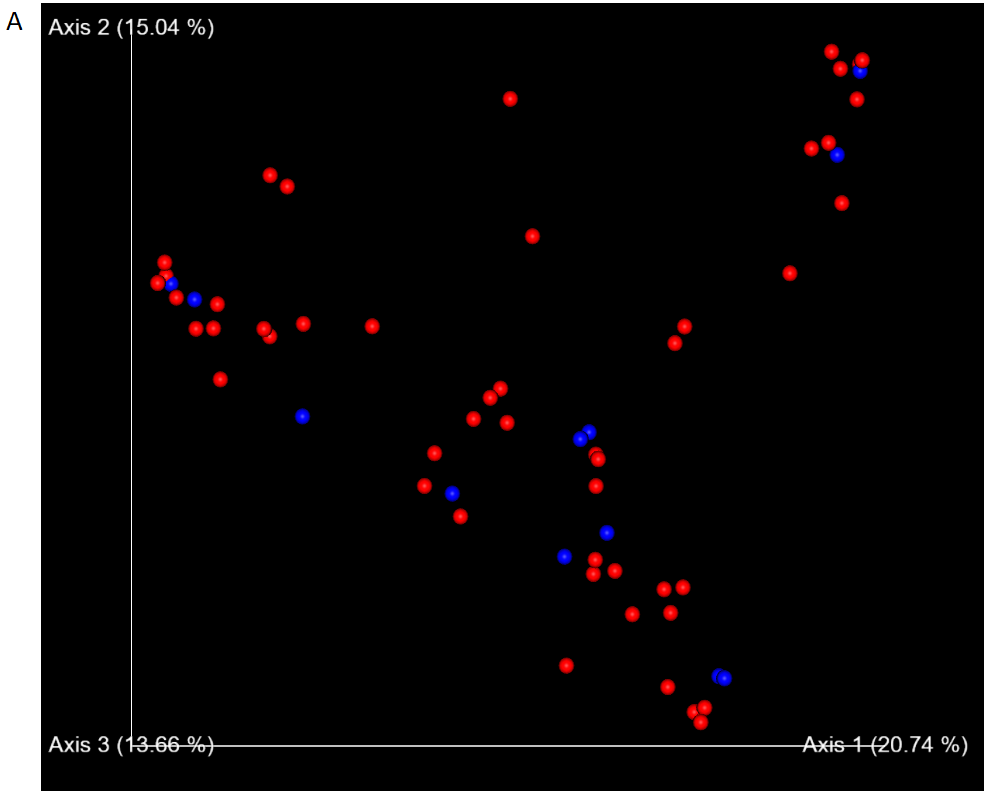 A
Axis 2 (15.04 %)
Axis 3 (13.66 %)
Axis 1 (20.74 %)